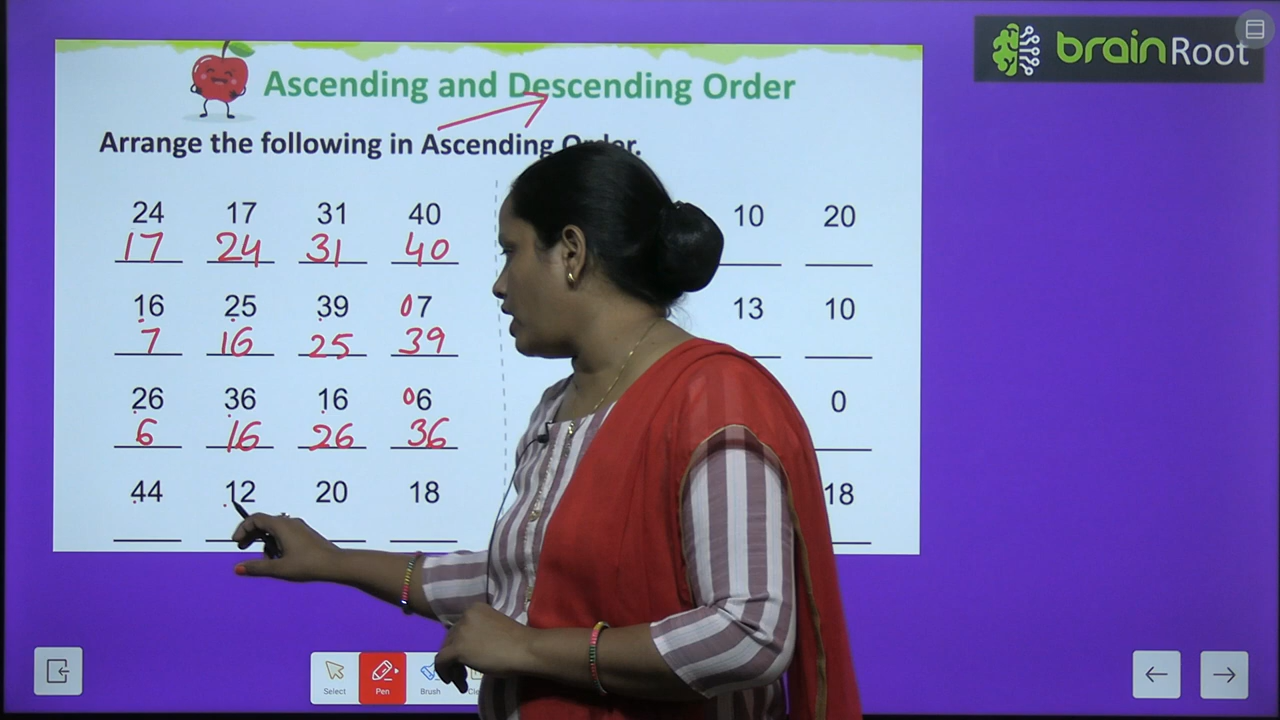 brainRoot
Ascending and Descending Order
Arrange the following in Ascending Order.
24 17 31 40 10 20
17 24 31 40
16 25 39 07 13 10
7 16 25 39
26 36 16 06 0
6 16 26 36
44 12 20 18 18
Select Pen Brush